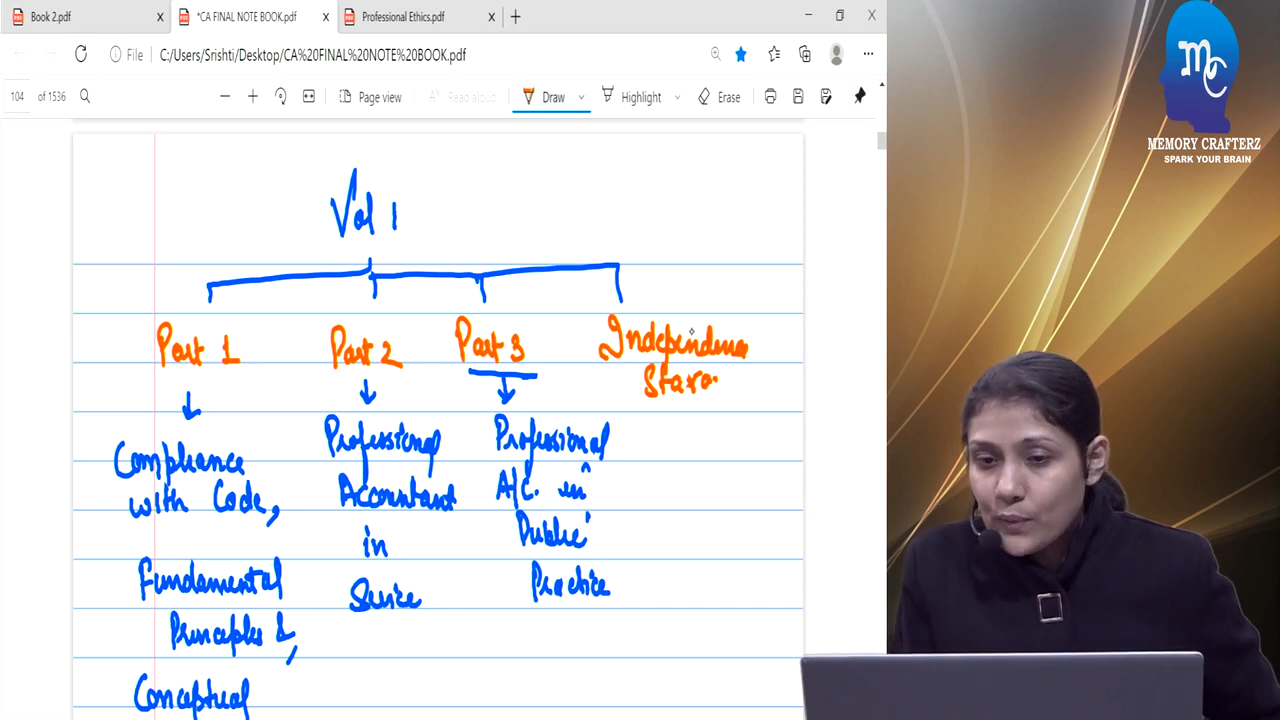 Book 2.pdf
*CA FINAL NOTE BOOK.pdf
Professional Ethics.pdf
File
C:/Users/Srishti/Desktop/CA%20FINAL%20NOTE%20BOOK.pdf
104 of 1536
Page view
Read aloud
Draw
Highlight
Erase
MC
MEMORY CRAFTERZ
SPARK YOUR BRAIN
Vol 1
Part 1 Part 2 Part 3 Independence
Compliance
with Code,
Fundamental
Principles &,
Conceptual
Professional
Accountant
in
Service
Professional
A/C. in
Public
Practice